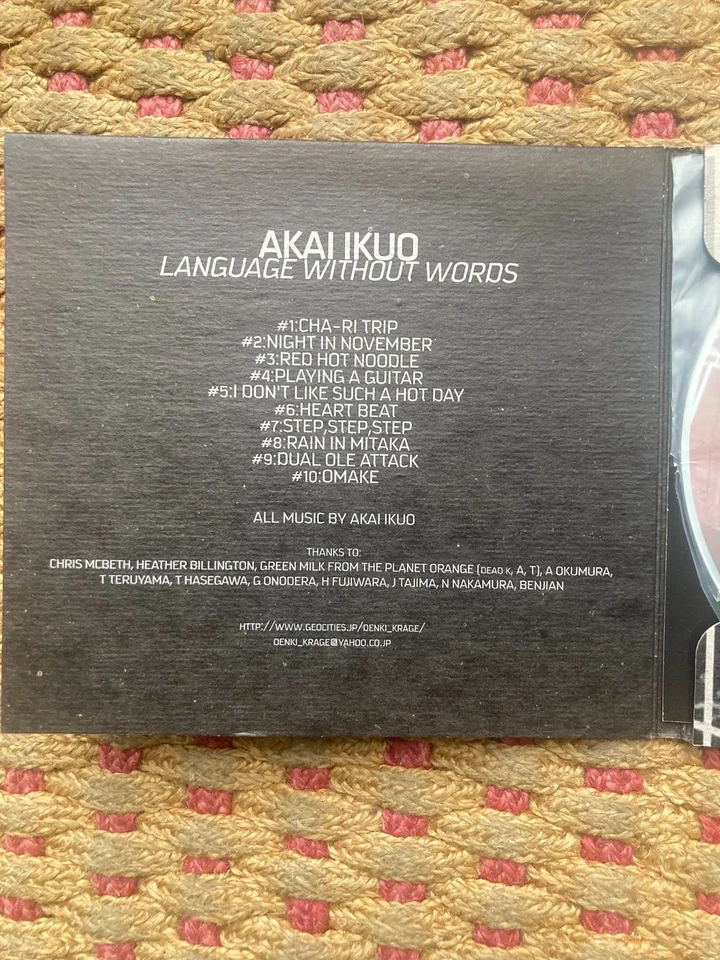 AKAI IKUO
LANGUAGE WITHOUT WORDS
#1:CHA-RI TRIP
#2:NIGHT IN NOVEMBER
#3:RED HOT NOODLE
#4:PLAYING A GUITAR
#5:I DON'T LIKE SUCH A HOT DAY
#6:HEART BEAT
#7:STEP,STEP,STEP
#8:RAIN IN MITAKA
#9:DUAL OLE ATTACK
#10:OMAKE
ALL MUSIC BY AKAI IKUO
THANKS TO:
CHRIS MCBETH, HEATHER BILLINGTON, GREEN MILK FROM THE PLANET ORANGE (DEAD K, A, T), A OKUMURA,
T TERUYAMA, T HASEGAWA, G ONODERA, H FUJIWARA, J TAJIMA, N NAKAMURA, BENJIAN
HTTP://WWW.GEOCITIES.JP/DENKI_KRAGE/
DENKI_KRAGE@YAHOO.CO.JP